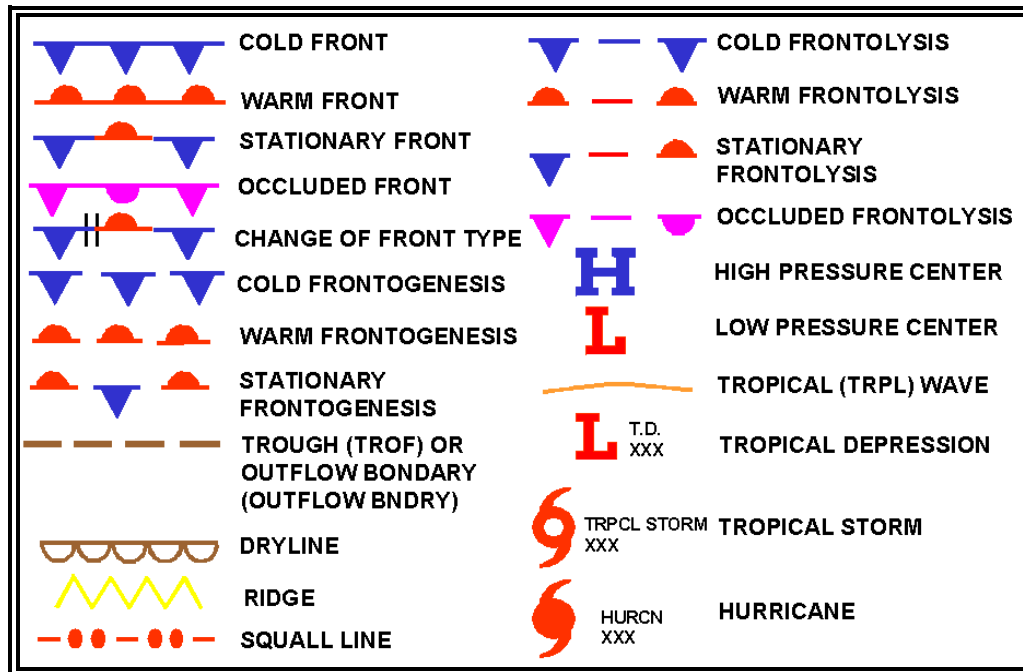 COLD FRONT
WARM FRONT
STATIONARY FRONT
OCCLUDED FRONT
CHANGE OF FRONT TYPE
COLD FRONTOGENESIS
WARM FRONTOGENESIS
STATIONARY
FRONTOGENESIS
TROUGH (TROF) OR
OUTFLOW BONDARY
(OUTFLOW BNDRY)
DRYLINE
RIDGE
SQUALL LINE
COLD FRONTOLYSIS
WARM FRONTOLYSIS
STATIONARY
FRONTOLYSIS
OCCLUDED FRONTOLYSIS
H HIGH PRESSURE CENTER
L LOW PRESSURE CENTER
TROPICAL (TRPL) WAVE
L T.D. TROPICAL DEPRESSION
XXX
TRPCL STORM TROPICAL STORM
XXX
HURCN HURRICANE
XXX